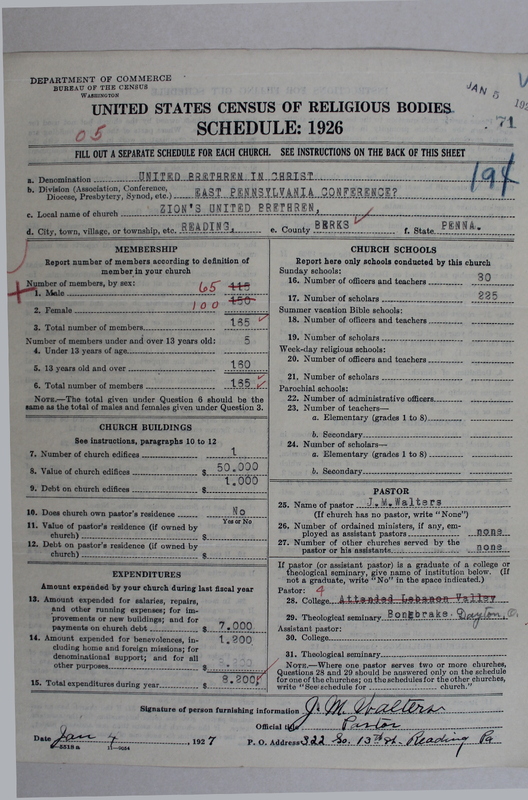 DEPARTMENT OF COMMERCE
BUREAU OF THE CENSUS
WASHINGTON
JAN 5
71
UNITED STATES CENSUS OF RELIGIOUS BODIES
SCHEDULE: 1926
05
FILL OUT A SEPARATE SCHEDULE FOR EACH CHURCH. SEE INSTRUCTIONS ON THE BACK OF THIS SHEET
194
a. Denomination UNITED BRETHREN IN CHRIST
b. Division (Association, Conference, Diocese, Presbytery, Synod, etc.) EAST PENNSYLVANIA CONFERENCE?
c. Local name of church ZION'S UNITED BRETHREN,
d. City, town, village, or township, etc. READING, e. County BERKS f. State PENNA.
MEMBERSHIP
Report number of members according to definition of
member in your church
Number of members, by sex:
1. Male 65 115
2. Female 100 150
3. Total number of members 165
Number of members under and over 13 years old:
4. Under 13 years of age 5
5. 13 years old and over 160
6. Total number of members 165
NOTE.—The total given under Question 6 should be the
same as the total of males and females given under Question 3.
CHURCH BUILDINGS
See instructions, paragraphs 10 to 12
7. Number of church edifices 1
8. Value of church edifices $ 50.000
9. Debt on church edifices $ 1.000
10. Does church own pastor's residence No
Yes or No
11. Value of pastor's residence (if owned by
church) $
12. Debt on pastor's residence (if owned by
church) $
EXPENDITURES
Amount expended by your church during last fiscal year
13. Amount expended for salaries, repairs,
and other running expenses; for im-
provements or new buildings; and for
payments on church debt $ 7.000
14. Amount expended for benevolences, in-
cluding home and foreign missions; for
denominational support; and for all
other purposes $ 1.200
15. Total expenditures during year $ 8.200
CHURCH SCHOOLS
Report here only schools conducted by this church
Sunday schools:
16. Number of officers and teachers 30
17. Number of scholars 225
Summer vacation Bible schools:
18. Number of officers and teachers
19. Number of scholars
Week-day religious schools:
20. Number of officers and teachers
21. Number of scholars
Parochial schools:
22. Number of administrative officers
23. Number of teachers—
a. Elementary (grades 1 to 8)
b. Secondary
24. Number of scholars—
a. Elementary (grades 1 to 8)
b. Secondary
PASTOR
25. Name of pastor J.M.Walters
(If church has no pastor, write "None")
26. Number of ordained ministers, if any, em-
ployed as assistant pastors none
27. Number of other churches served by the
pastor or his assistants none
If pastor (or assistant pastor) is a graduate of a college or
theological seminary, give name of institution below. (If
not a graduate, write "No" in the space indicated.)
Pastor: 4
28. College Attended Lebanon Valley
29. Theological seminary Bonebrake Dayton, O.
Assistant pastor:
30. College
31. Theological seminary
NOTE.—Where one pastor serves two or more churches,
Questions 28 and 29 should be answered only on the schedule
for one of the churches; on the schedules for the other churches,
write "See schedule for church."
Signature of person furnishing information J. M. Walters
Official title Pastor
Date Jan 4, 1927 P. O. Address 322 So. 13th st. Reading Pa
5518 a